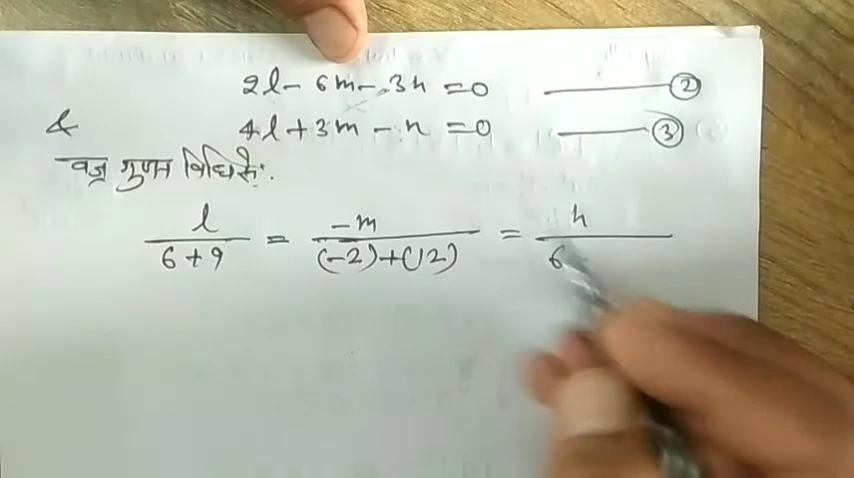 2l - 6m - 3n = 0 ——— ②
& 4l + 3m - n = 0 ——— ③
वज्र गुणन विधि से:.
l = -m = n
6+9 (-2)+(12) 6